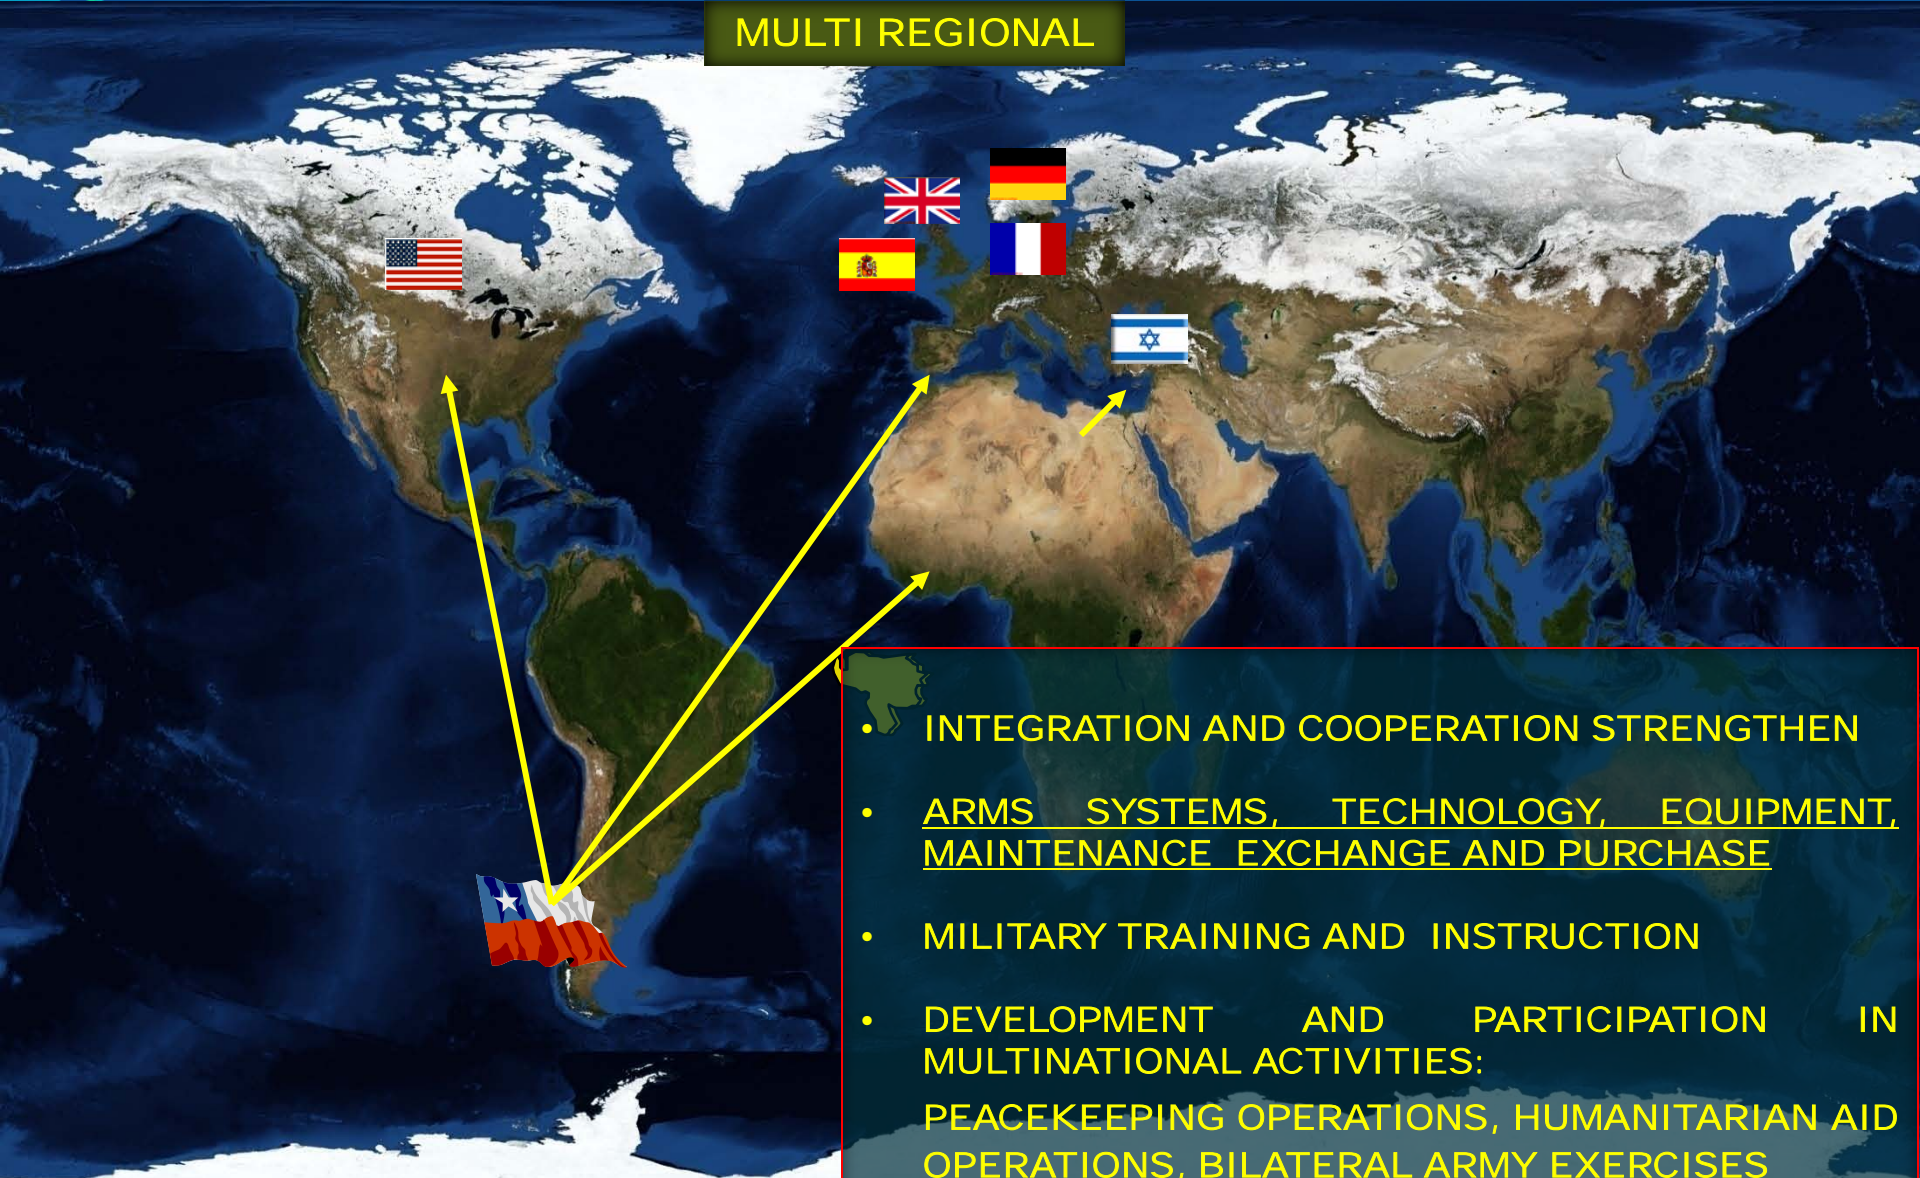 MULTI REGIONAL
• INTEGRATION AND COOPERATION STRENGTHEN
• ARMS SYSTEMS, TECHNOLOGY, EQUIPMENT,
MAINTENANCE EXCHANGE AND PURCHASE
• MILITARY TRAINING AND INSTRUCTION
• DEVELOPMENT AND PARTICIPATION IN
MULTINATIONAL ACTIVITIES:
PEACEKEEPING OPERATIONS, HUMANITARIAN AID
OPERATIONS, BILATERAL ARMY EXERCISES